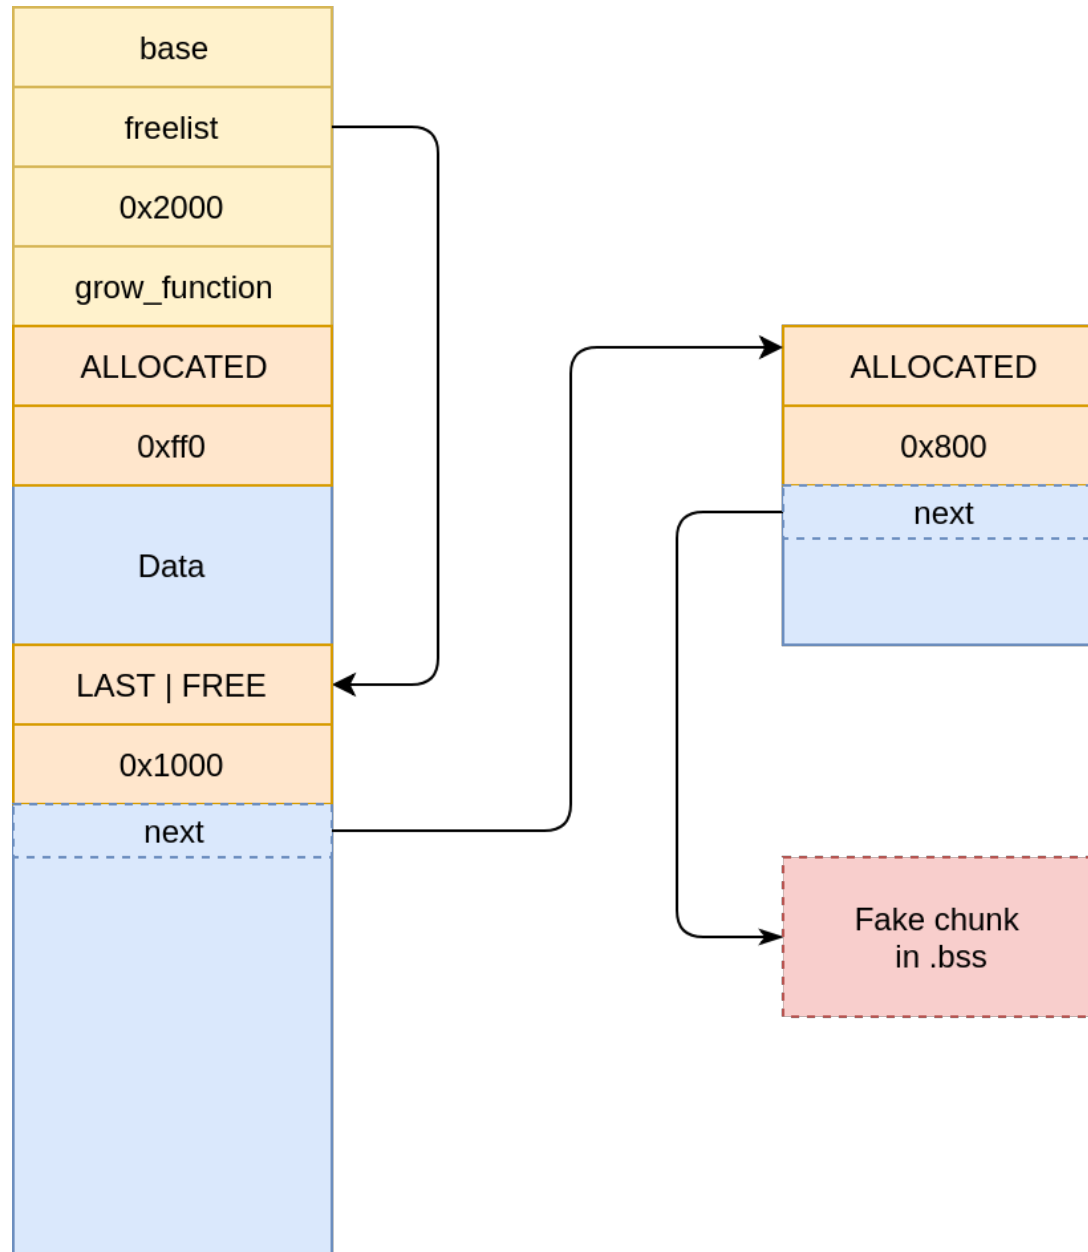 base
freelist
0x2000
grow_function
ALLOCATED
0xff0
Data
LAST | FREE
0x1000
next
ALLOCATED
0x800
next
Fake chunk
in .bss